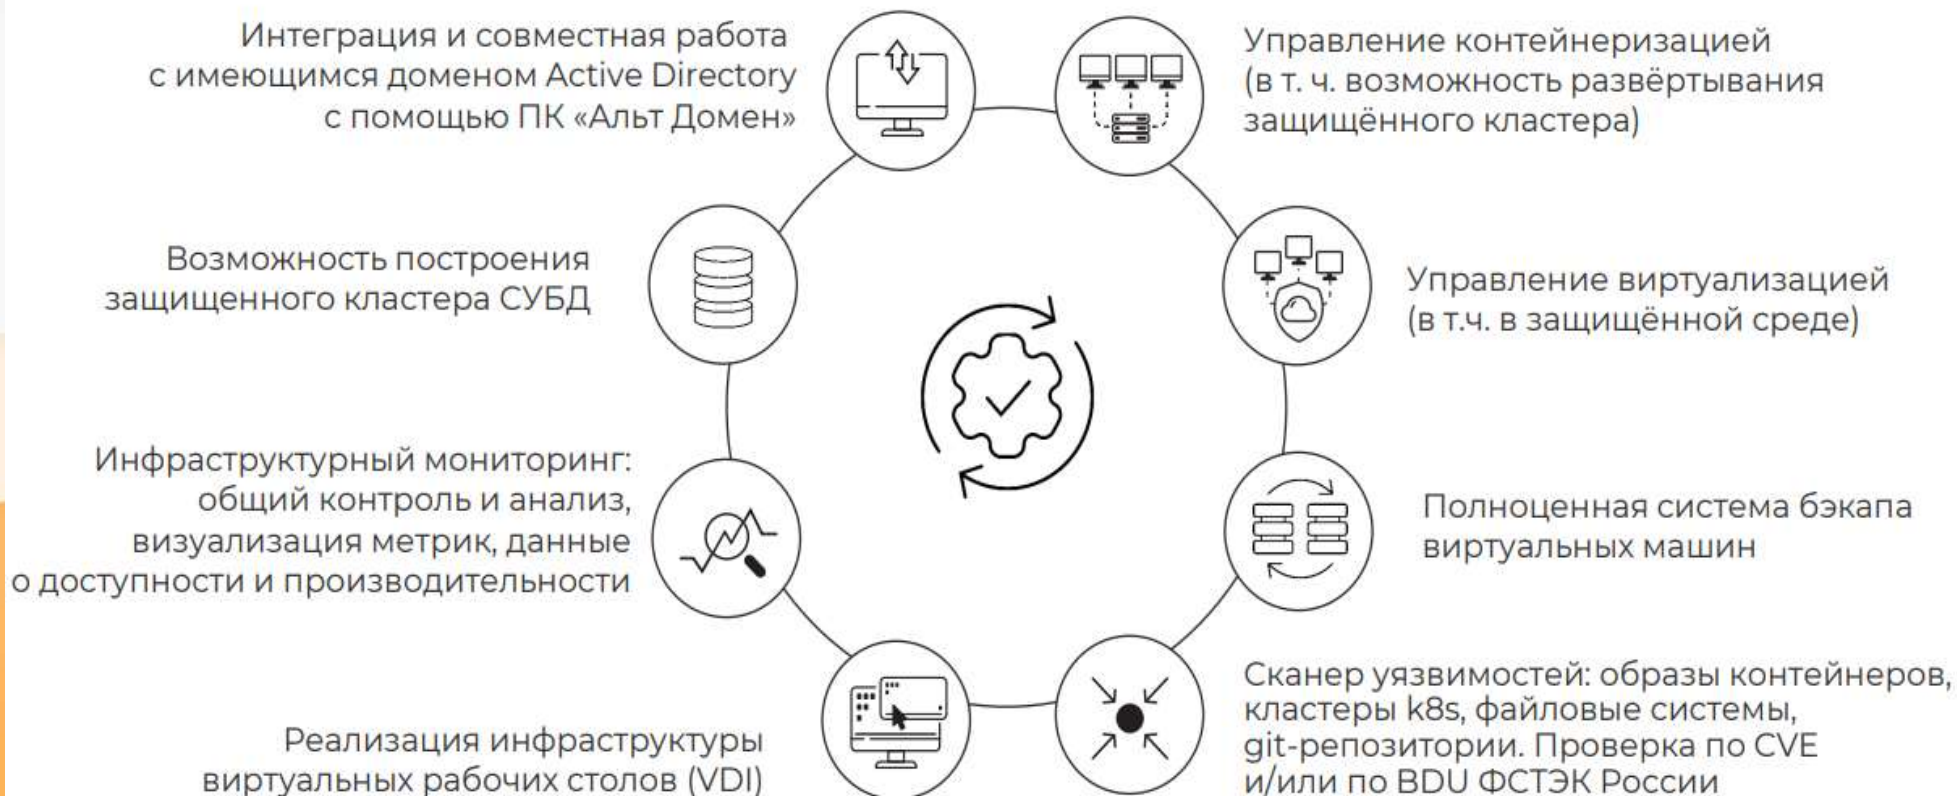 Интеграция и совместная работа
с имеющимся доменом Active Directory
с помощью ПК «Альт Домен»
Управление контейнеризацией
(в т. ч. возможность развёртывания
защищённого кластера)
Возможность построения
защищенного кластера СУБД
Управление виртуализацией
(в т.ч. в защищённой среде)
Инфраструктурный мониторинг:
общий контроль и анализ,
визуализация метрик, данные
о доступности и производительности
Полноценная система бэкапа
виртуальных машин
Реализация инфраструктуры
виртуальных рабочих столов (VDI)
Сканер уязвимостей: образы контейнеров,
кластеры k8s, файловые системы,
git-репозитории. Проверка по CVE
и/или по BDU ФСТЭК России